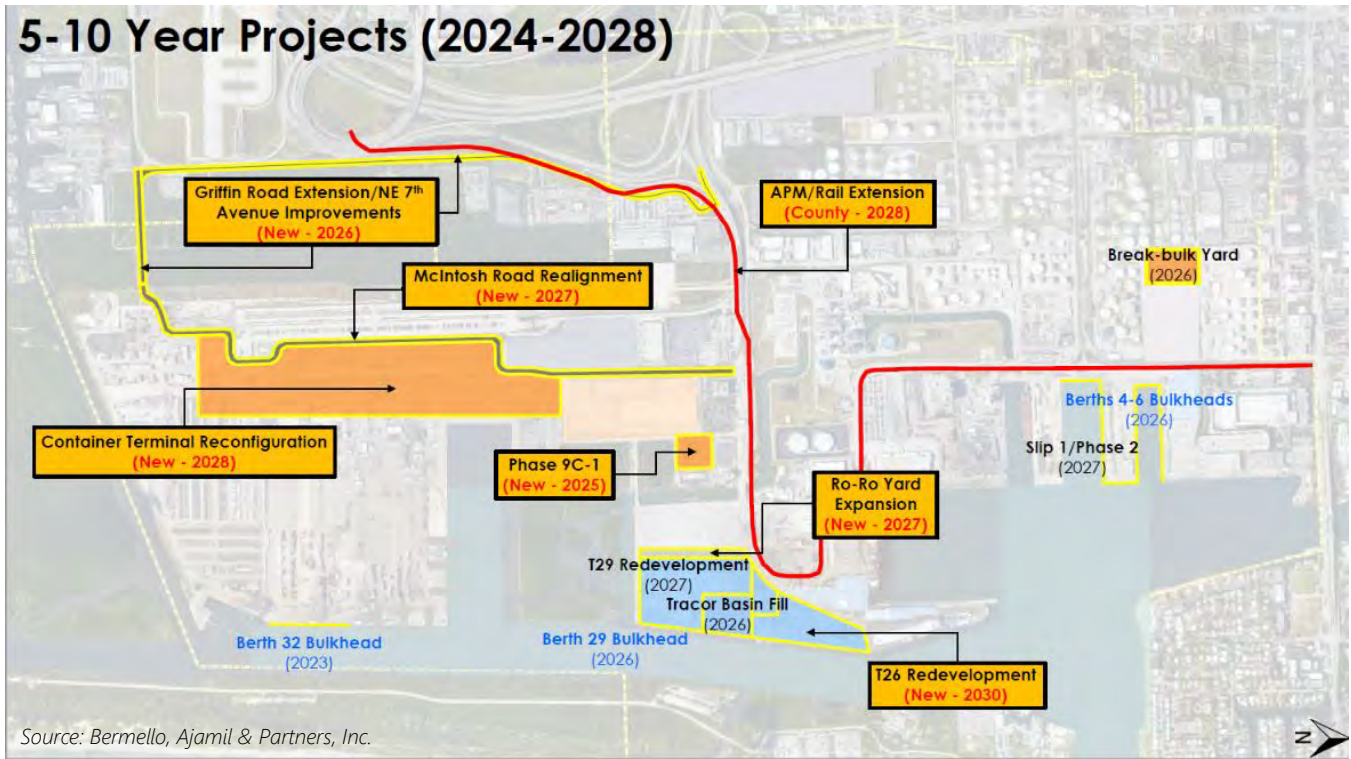 5-10 Year Projects (2024-2028)
Griffin Road Extension/NE 7th
Avenue Improvements
(New - 2026)
APM/Rail Extension
(County - 2028)
Break-bulk Yard
(2026)
McIntosh Road Realignment
(New - 2027)
Berths 4-6 Bulkheads
(2026)
Container Terminal Reconfiguration
(New - 2028)
Slip 1/Phase 2
(2027)
Phase 9C-1
(New - 2025)
Ro-Ro Yard
Expansion
(New - 2027)
T29 Redevelopment
(2027)
Tracor Basin Fill
(2026)
Berth 32 Bulkhead
(2023)
Berth 29 Bulkhead
(2026)
T26 Redevelopment
(New - 2030)
Source: Bermello, Ajamil & Partners, Inc.
N